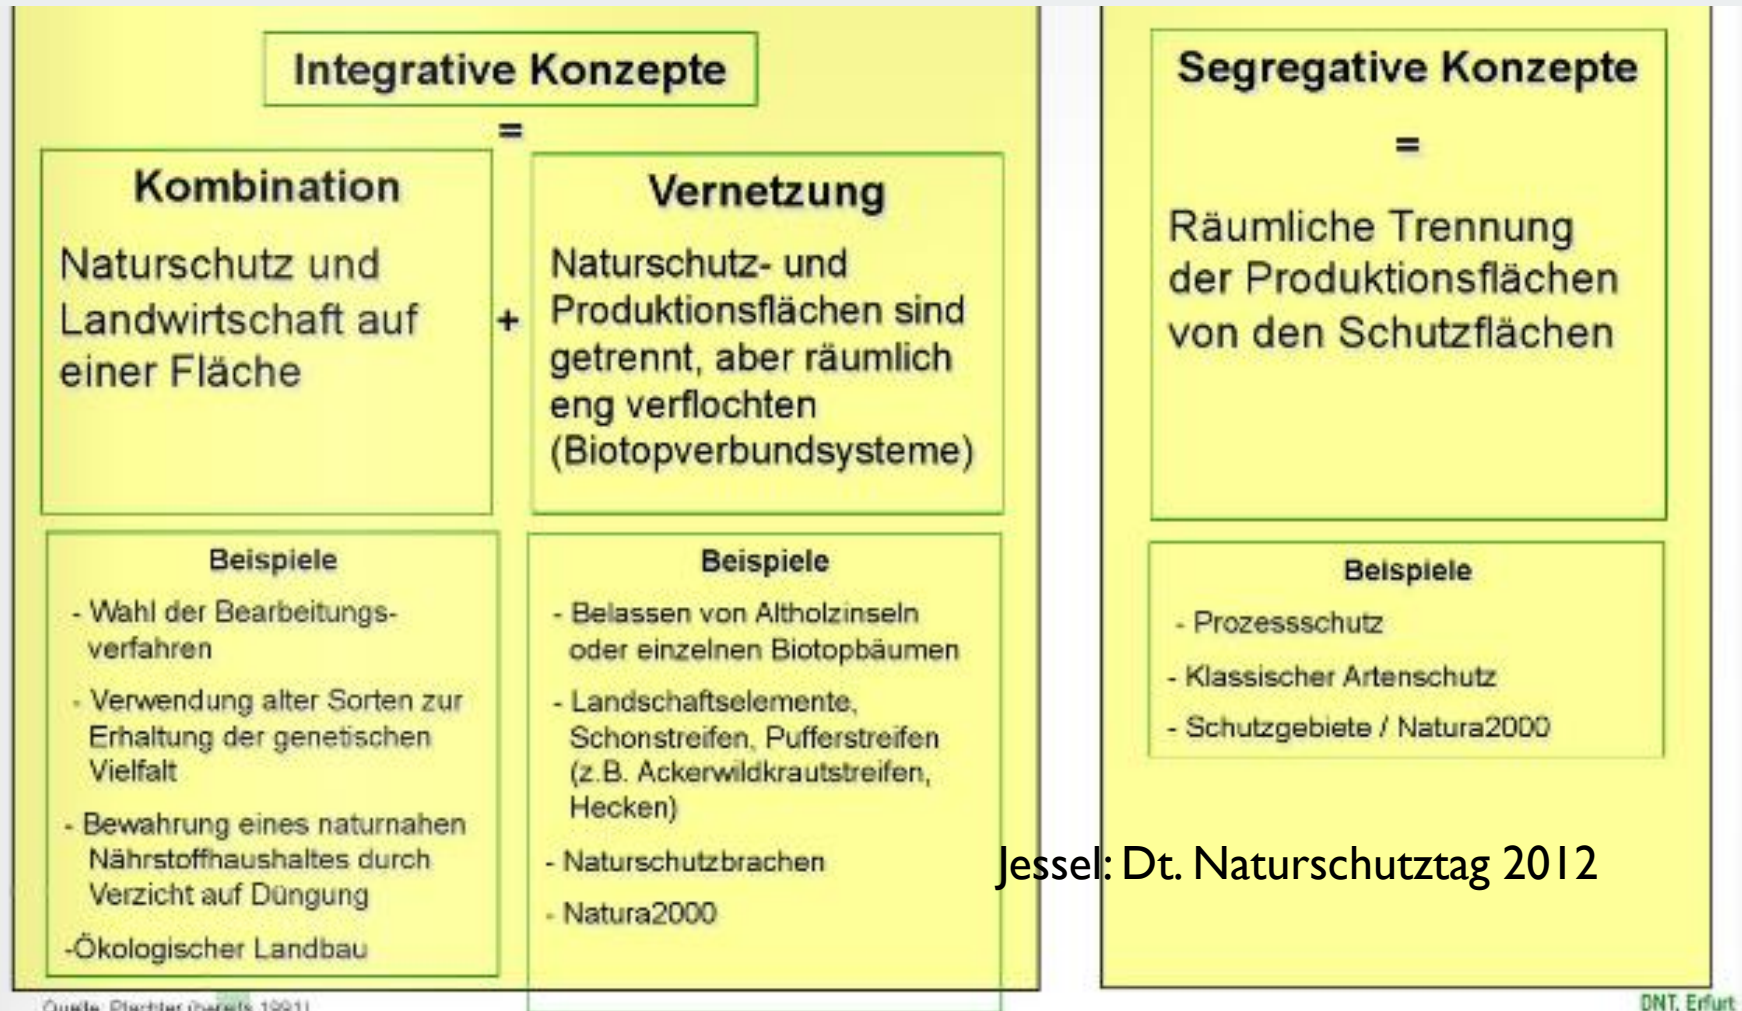 Integrative Konzepte
=
Kombination
Naturschutz und
Landwirtschaft auf
einer Fläche
+
Vernetzung
Naturschutz- und
Produktionsflächen sind
getrennt, aber räumlich
eng verflochten
(Biotopverbundsysteme)
Beispiele
- Wahl der Bearbeitungs-
verfahren
- Verwendung alter Sorten zur
Erhaltung der genetischen
Vielfalt
- Bewahrung eines naturnahen
Nährstoffhaushaltes durch
Verzicht auf Düngung
-Ökologischer Landbau
Beispiele
- Belassen von Altholzinseln
oder einzelnen Biotopbäumen
- Landschaftselemente,
Schonstreifen, Pufferstreifen
(z.B. Ackerwildkrautstreifen,
Hecken)
- Naturschutzbrachen
- Natura2000
Segregative Konzepte
=
Räumliche Trennung
der Produktionsflächen
von den Schutzflächen
Beispiele
- Prozessschutz
- Klassischer Artenschutz
- Schutzgebiete / Natura2000
Jessel: Dt. Naturschutztag 2012
Quelle: Plachter (bereits 1991)
DNT, Erfurt